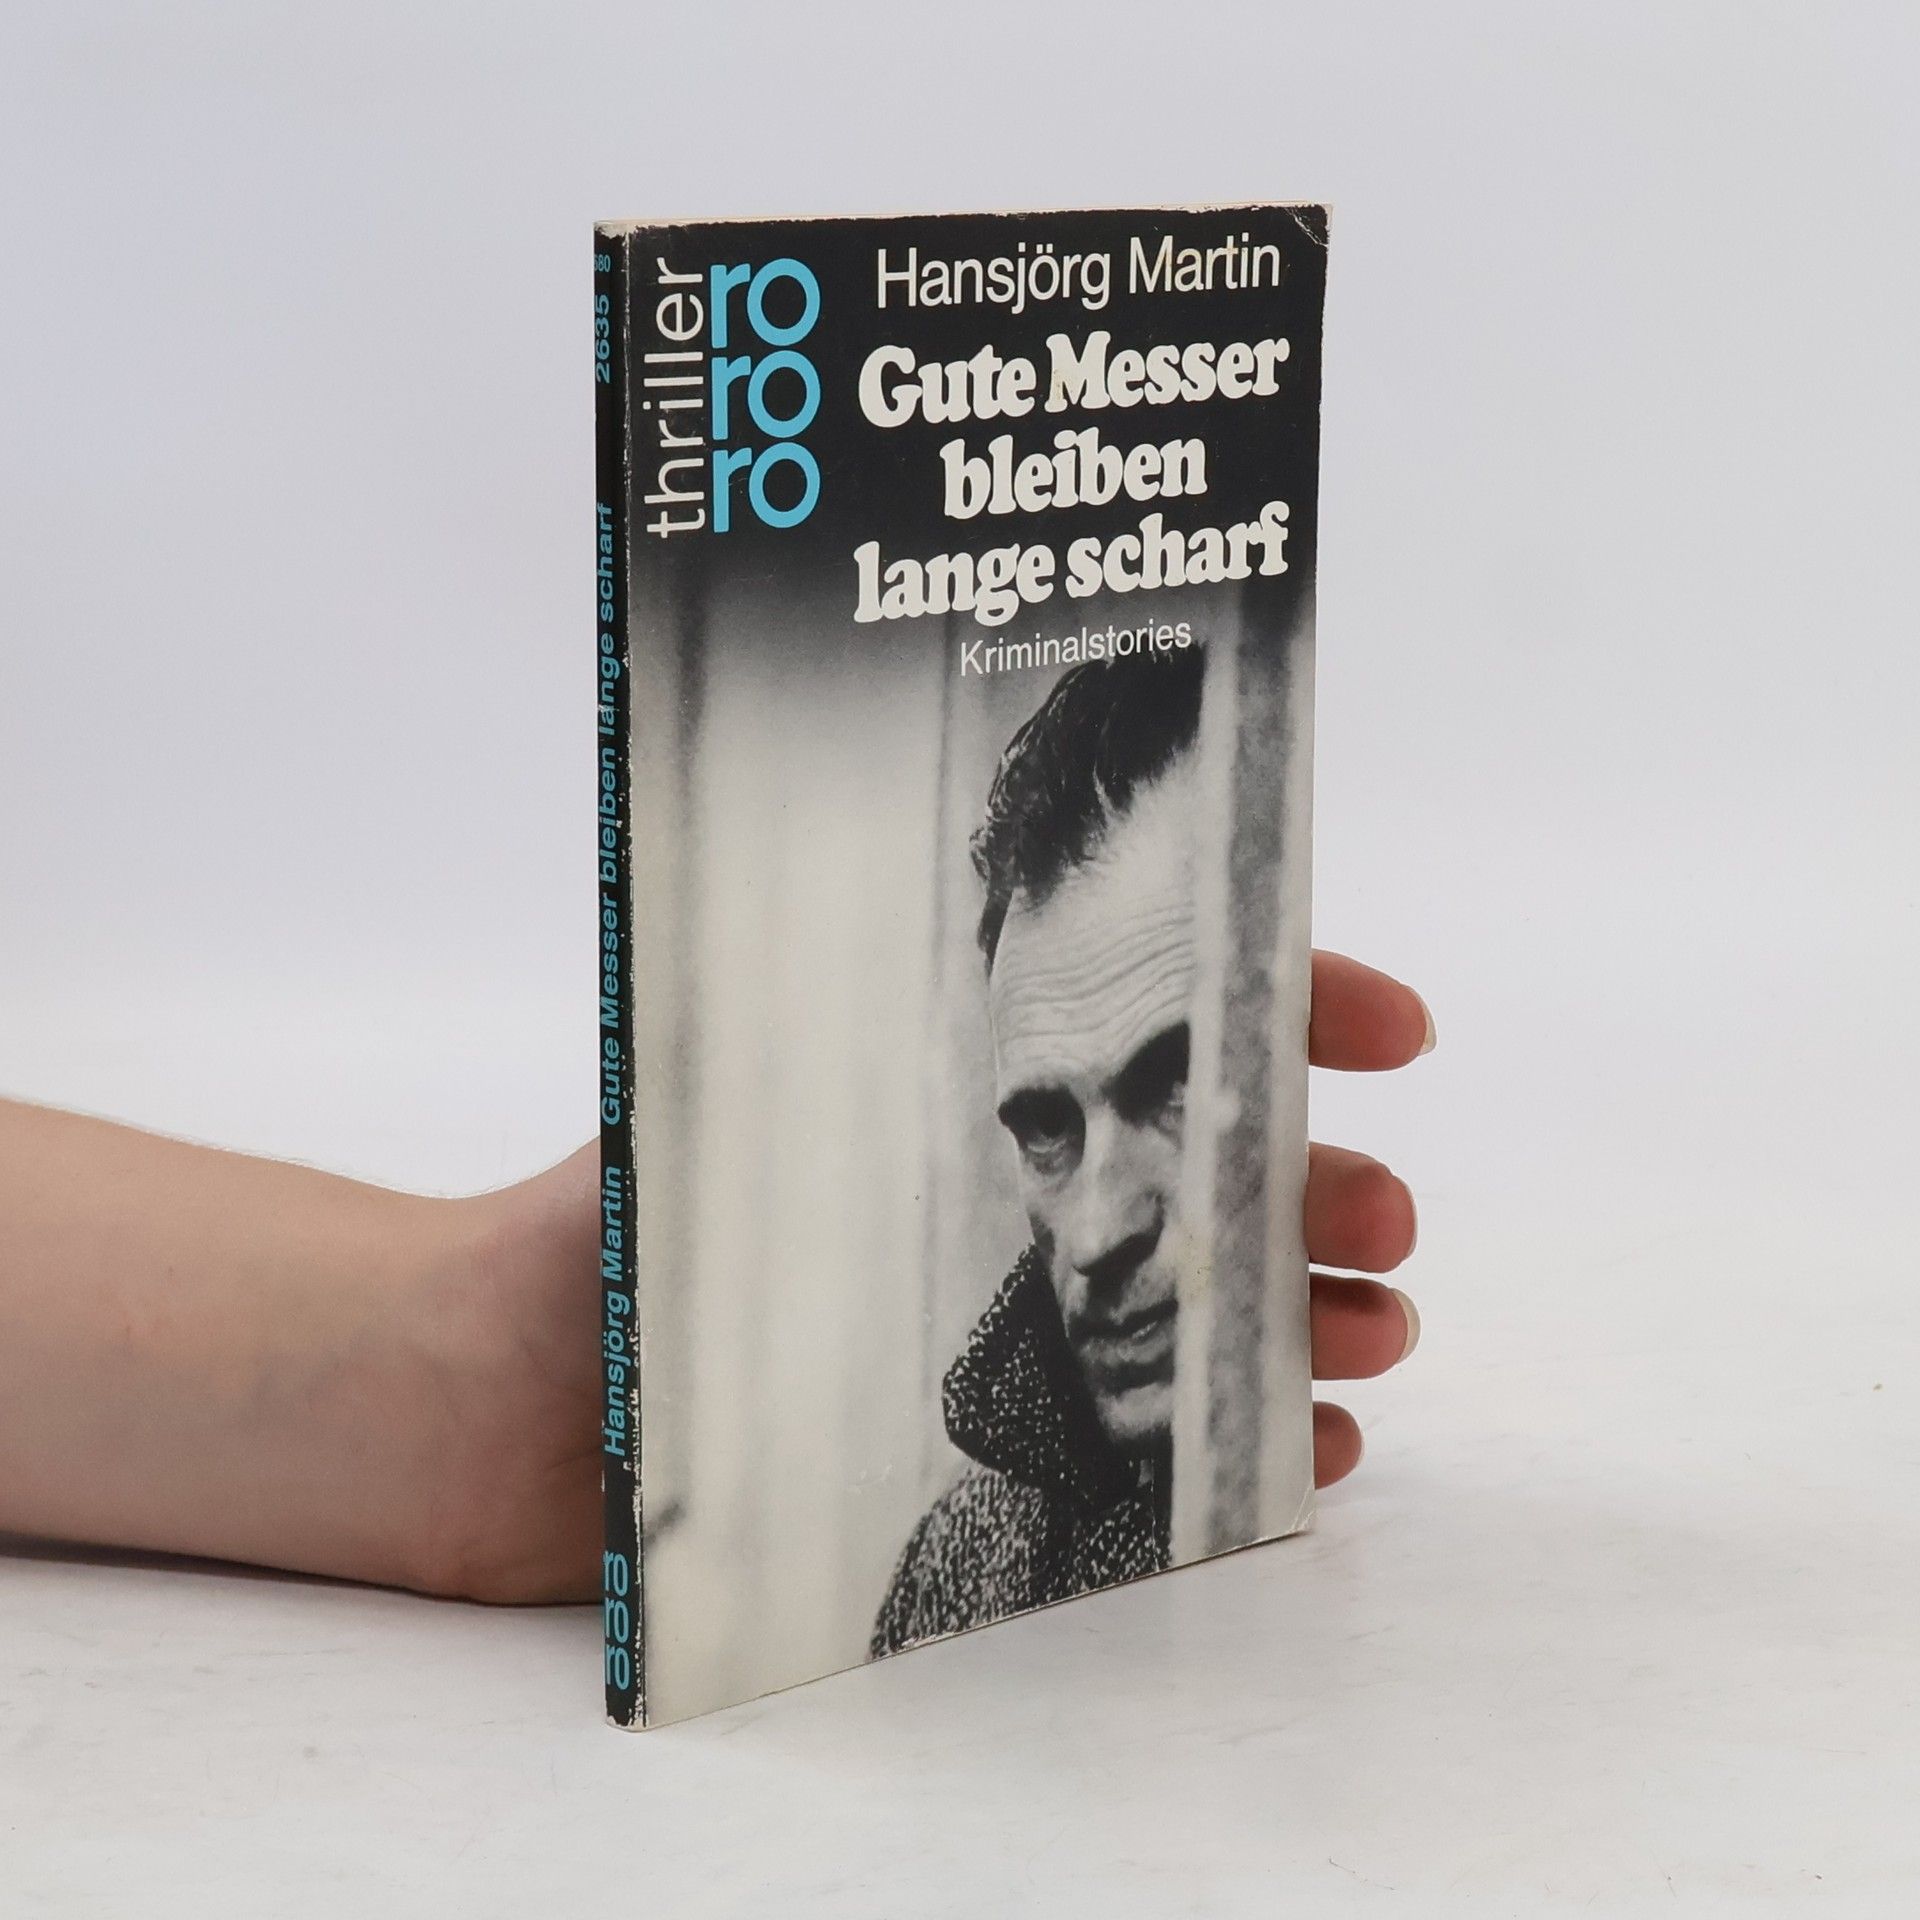 thriller
ro
ro
ro
Hansjörg Martin
Gute Messer
bleiben
lange scharf
Kriminalstories
2635
Hansjörg Martin Gute Messer bleiben lange scharf
ro
ro
ro